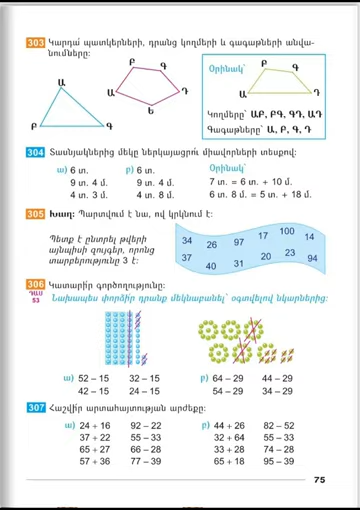 303 Կարդա՛ պատկերների, դրանց կողմերի և գագաթների անվա-
նումները։
Բ Գ
Ա Դ
Ե
Ա
Բ Գ
Օրինակ՝
Բ Գ
Ա Դ
Կողմերը՝ ԱԲ, ԲԳ, ԳԴ, ԱԴ
Գագաթները՝ Ա, Բ, Գ, Դ
304 Տասնյակներից մեկը ներկայացրու միավորների տեսքով։
ա) 6 տ. բ) 6 տ. Օրինակ՝
9 տ. 4 մ. 9 տ. 4 մ. 7 տ. = 6 տ. + 10 մ.
4 տ. 3 մ. 4 տ. 8 մ. 6 տ. 8 մ. = 5 տ. + 18 մ.
305 Խաղ։ Պարտվում է նա, ով կրկնում է։
Պետք է ընտրել թվերի
այնպիսի զույգեր, որոնց
տարբերությունը 3 է։
34 26 97 17 100 14
37 40 31 20 23 94
306 Կատարի՛ր գործողությունը։
ԴԱՍ
53
Նախապես փորձի՛ր դրանք մեկնաբանել՝ օգտվելով նկարներից։
ա) 52 – 15 32 – 15 բ) 64 – 29 44 – 29
42 – 15 24 – 15 54 – 29 34 – 29
307 Հաշվի՛ր արտահայտության արժեքը։
ա) 24 + 16 92 – 22 բ) 44 + 26 82 – 52
37 + 22 55 – 33 32 + 64 55 – 33
65 + 27 66 – 28 33 + 28 74 – 28
57 + 36 77 – 39 65 + 18 95 – 39
75